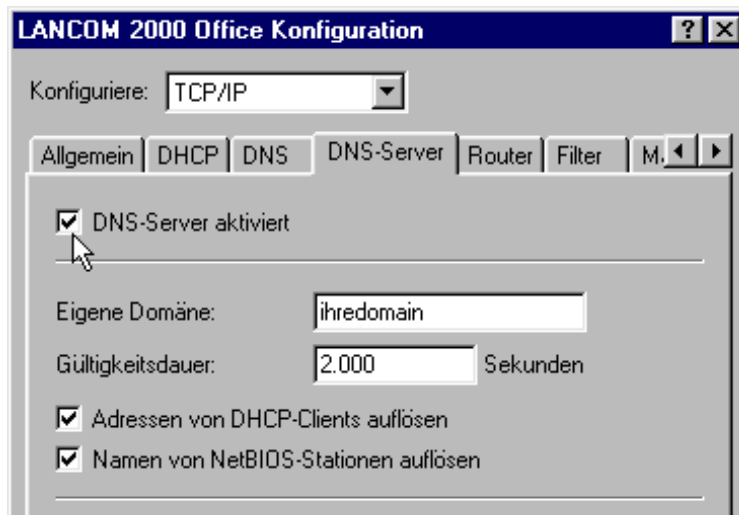 LANCOM 2000 Office Konfiguration
Konfiguriere: TCP/IP
Allgemein DHCP DNS DNS-Server Router Filter
DNS-Server aktiviert
Eigene Domäne: ihredomain
Gültigkeitsdauer: 2.000 Sekunden
Adressen von DHCP-Clients auflösen
Namen von NetBIOS-Stationen auflösen